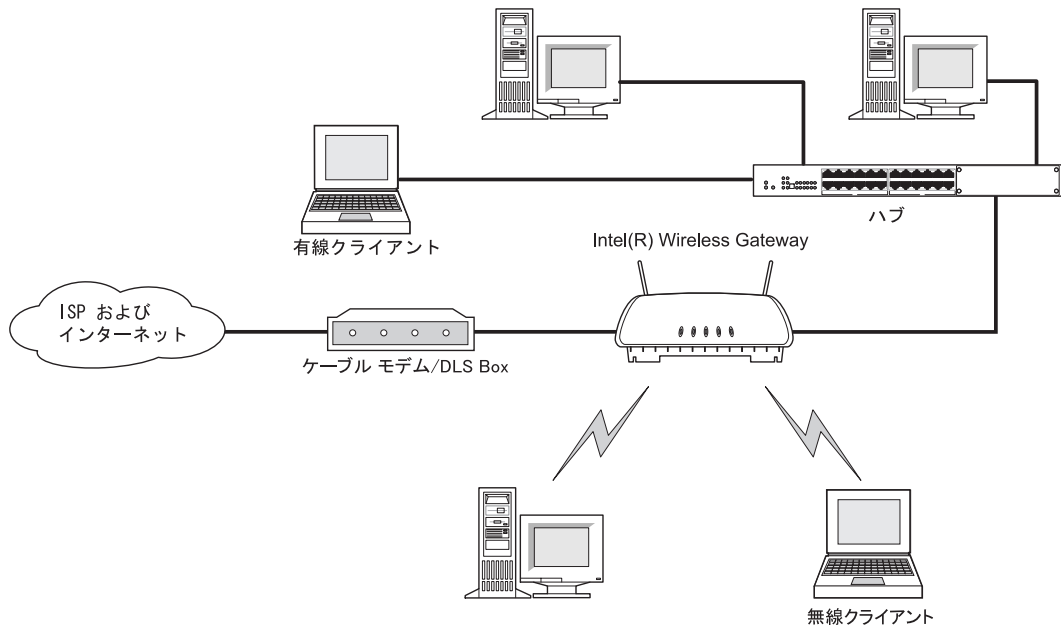 ハブ
有線クライアント
Intel(R) Wireless Gateway
ISP および
インターネット
ケーブル モデム/DLS Box
無線クライアント